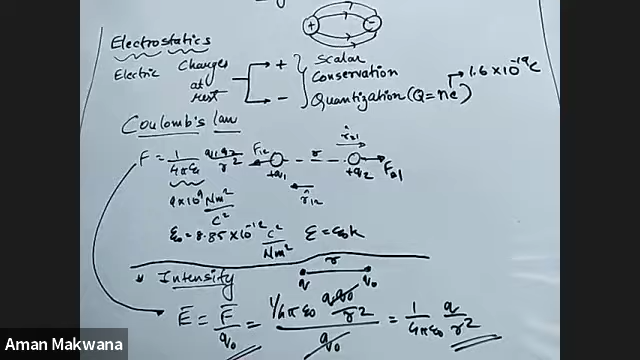 + -
Electrostatics
Electric Charges at rest + Scalar
- Conservation
Quantization (Q=ne) → 1.6×10⁻¹⁹C
Coulomb's law
F = 1/4πε₀ q₁q₂/r² F₁₂ +q₁ r +q₂ F₂₁
r̂₂₁
r̂₁₂
9×10⁹ Nm²/C²
ε₀ = 8.85×10⁻¹² C²/Nm² ε = ε₀k
Intensity q r q₀
E = F/q₀ = 1/4πε₀ qq₀/r² / q₀ = 1/4πε₀ q/r²
Aman Makwana